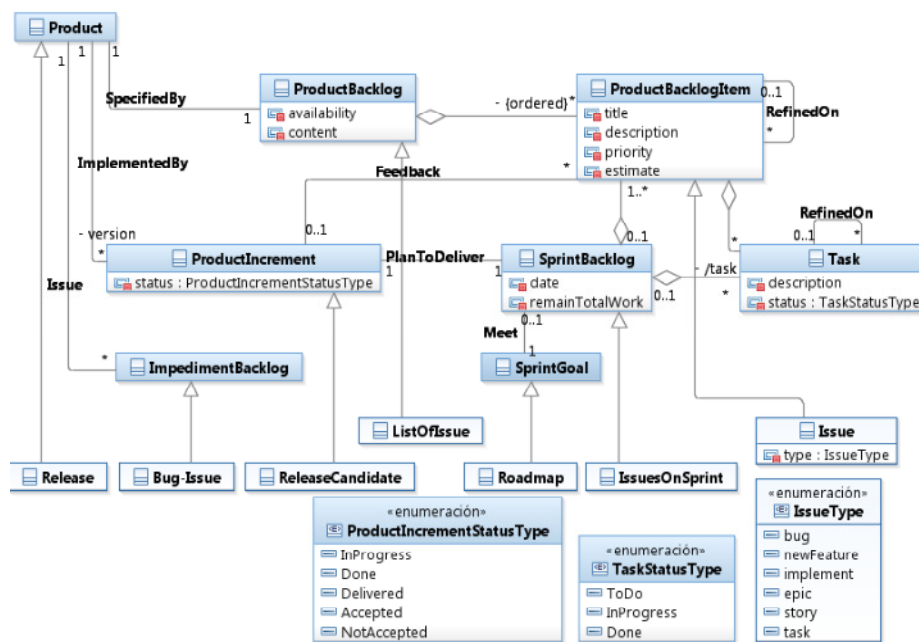 Product
1
1
1
SpecifiedBy
1
ProductBacklog
availability
content
- {ordered}
*
ProductBacklogItem
title
description
priority
estimate
0..1
RefinedOn
*
ImplementedBy
Feedback
*
1..*
- version
*
0..1
ProductIncrement
status : ProductIncrementStatusType
PlanToDeliver
1
1
0..1
SprintBacklog
date
remainTotalWork
- /task
0..1
*
*
RefinedOn
0..1
*
Task
description
status : TaskStatusType
Issue
*
ImpedimentBacklog
0..1
Meet
1
SprintGoal
ListOfIssue
Issue
type : IssueType
Release
Bug-Issue
ReleaseCandidate
Roadmap
IssuesOnSprint
«enumeración»
ProductIncrementStatusType
InProgress
Done
Delivered
Accepted
NotAccepted
«enumeración»
TaskStatusType
ToDo
InProgress
Done
«enumeración»
IssueType
bug
newFeature
implement
epic
story
task